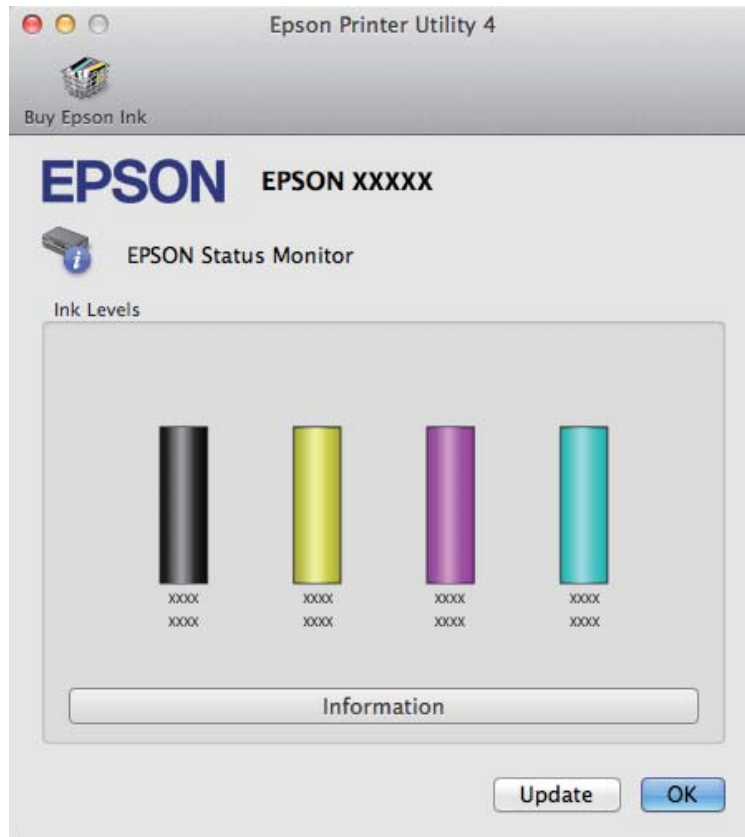 Epson Printer Utility 4
Buy Epson Ink
EPSON EPSON XXXXX
EPSON Status Monitor
Ink Levels
xxxx xxxx xxxx xxxx
xxxx xxxx xxxx xxxx
Information
Update OK